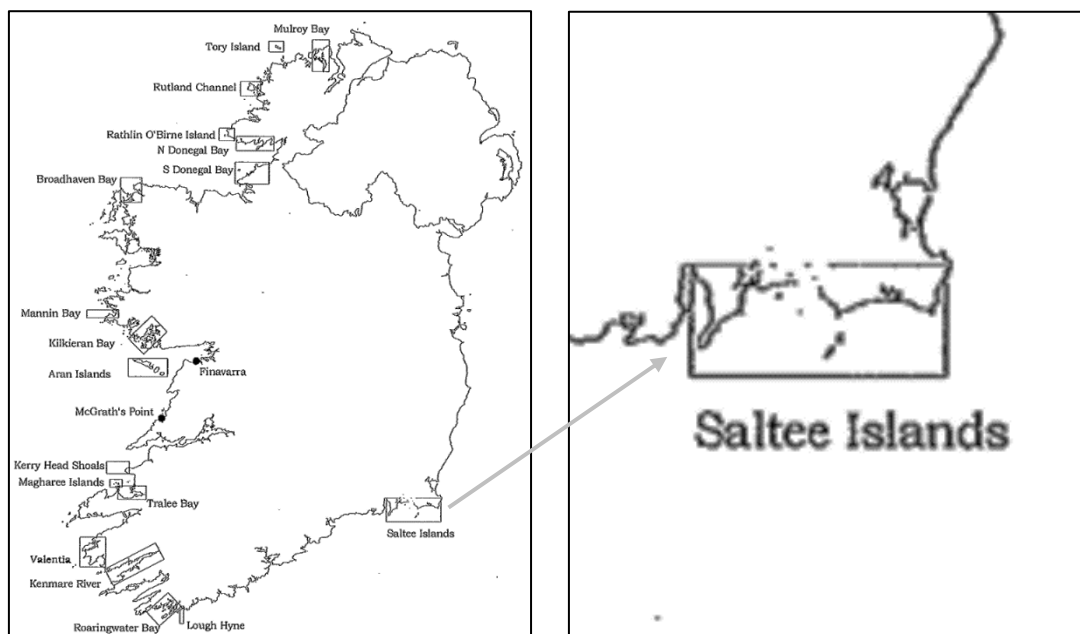 Mulroy Bay
Tory Island
Rutland Channel
Rathlin O'Birne Island
N Donegal Bay
S Donegal Bay
Broadhaven Bay
Mannin Bay
Kilkieran Bay
Aran Islands
Finavarra
McGrath's Point
Kerry Head Shoals
Magharee Islands
Tralee Bay
Saltee Islands
Valentia
Kenmare River
Roaringwater Bay
Lough Hyne
Saltee Islands